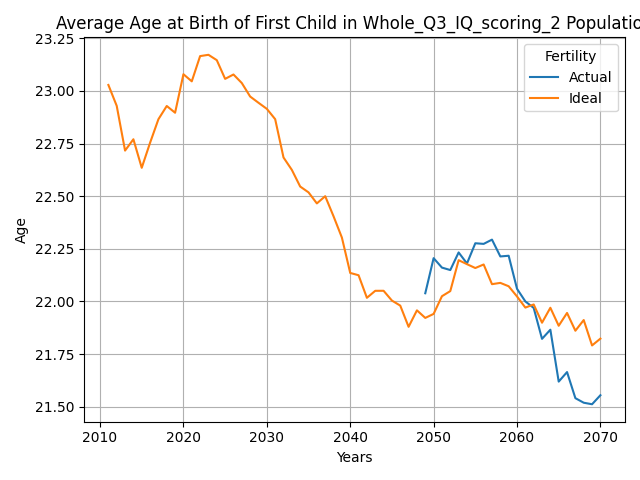 Average Age at Birth of First Child in Whole_Q3_IQ_scoring_2 Populatio
Fertility
Actual
Ideal
23.25
23.00
22.75
22.50
22.25
22.00
21.75
21.50
Age
2010 2020 2030 2040 2050 2060 2070
Years